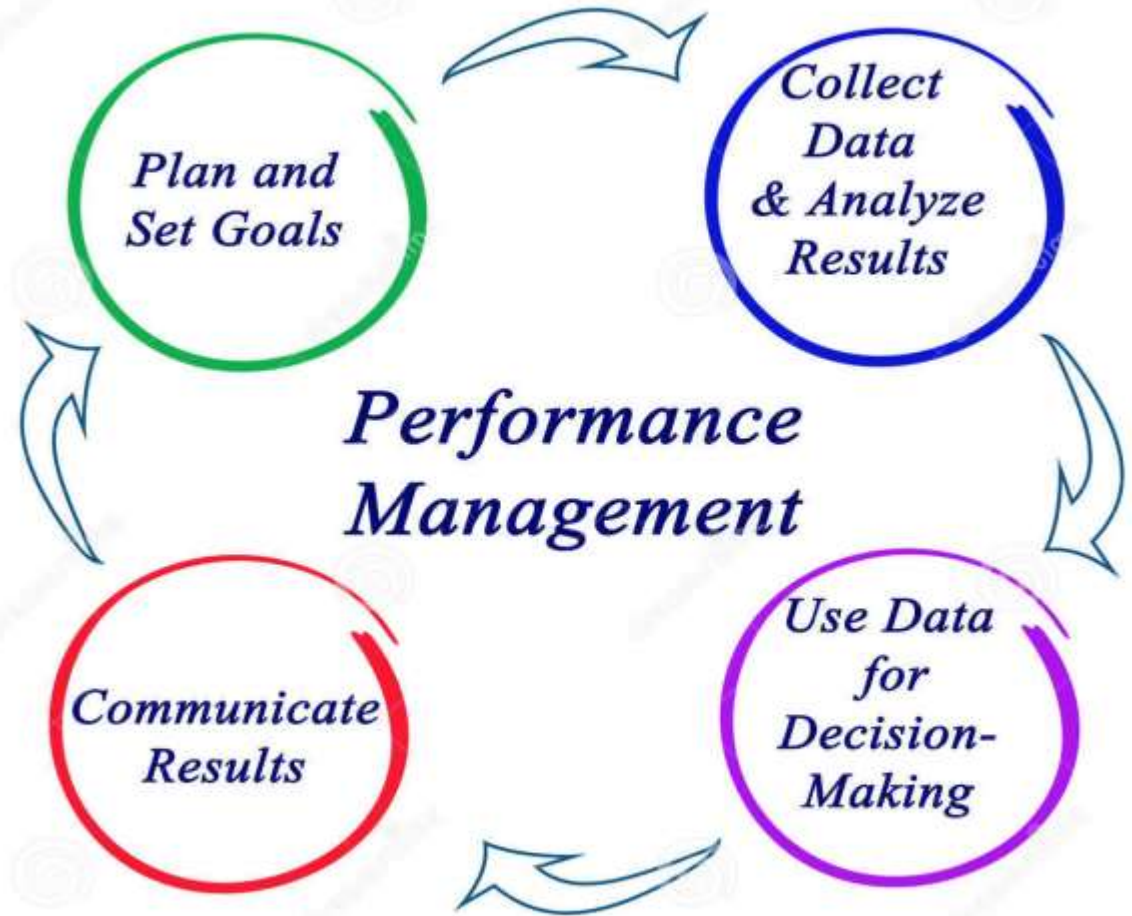 Plan and
Set Goals
Collect
Data
& Analyze
Results
Performance
Management
Communicate
Results
Use Data
for
Decision-
Making